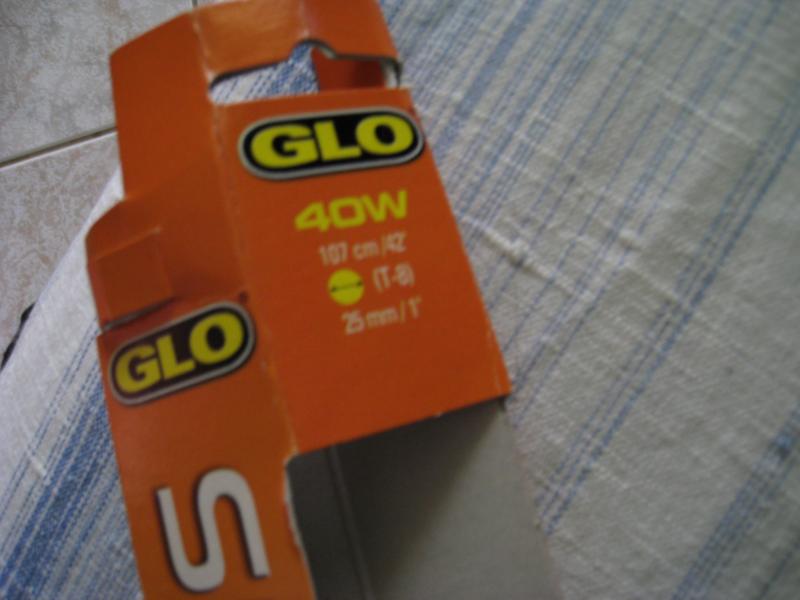 GLO
40W
107 cm/42"
(T-8)
25 mm/1"
GLO
S